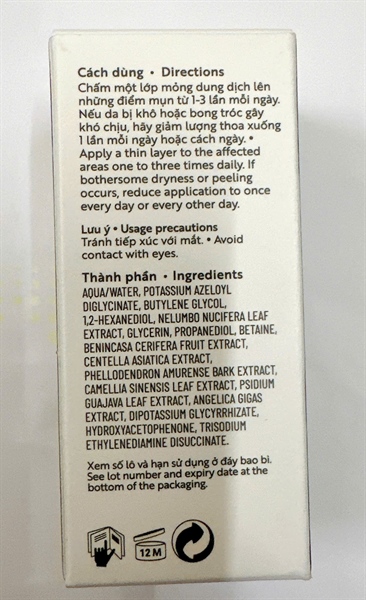 Cách dùng • Directions
Chấm một lớp mỏng dung dịch lên
những điểm mụn từ 1-3 lần mỗi ngày.
Nếu da bị khô hoặc bong tróc gây
khó chịu, hãy giảm lượng thoa xuống
1 lần mỗi ngày hoặc cách ngày. •
Apply a thin layer to the affected
areas one to three times daily. If
bothersome dryness or peeling
occurs, reduce application to once
every day or every other day.
Lưu ý • Usage precautions
Tránh tiếp xúc với mắt. • Avoid
contact with eyes.
Thành phần • Ingredients
AQUA/WATER, POTASSIUM AZELOYL
DIGLYCINATE, BUTYLENE GLYCOL,
1,2-HEXANEDIOL, NELUMBO NUCIFERA LEAF
EXTRACT, GLYCERIN, PROPANEDIOL, BETAINE,
BENINCASA CERIFERA FRUIT EXTRACT,
CENTELLA ASIATICA EXTRACT,
PHELLODENDRON AMURENSE BARK EXTRACT,
CAMELLIA SINENSIS LEAF EXTRACT, PSIDIUM
GUAJAVA LEAF EXTRACT, ANGELICA GIGAS
EXTRACT, DIPOTASSIUM GLYCYRRHIZATE,
HYDROXYACETOPHENONE, TRISODIUM
ETHYLENEDIAMINE DISUCCINATE.
Xem số lô và hạn sử dụng ở đáy bao bì.
See lot number and expiry date at the
bottom of the packaging.
12 M